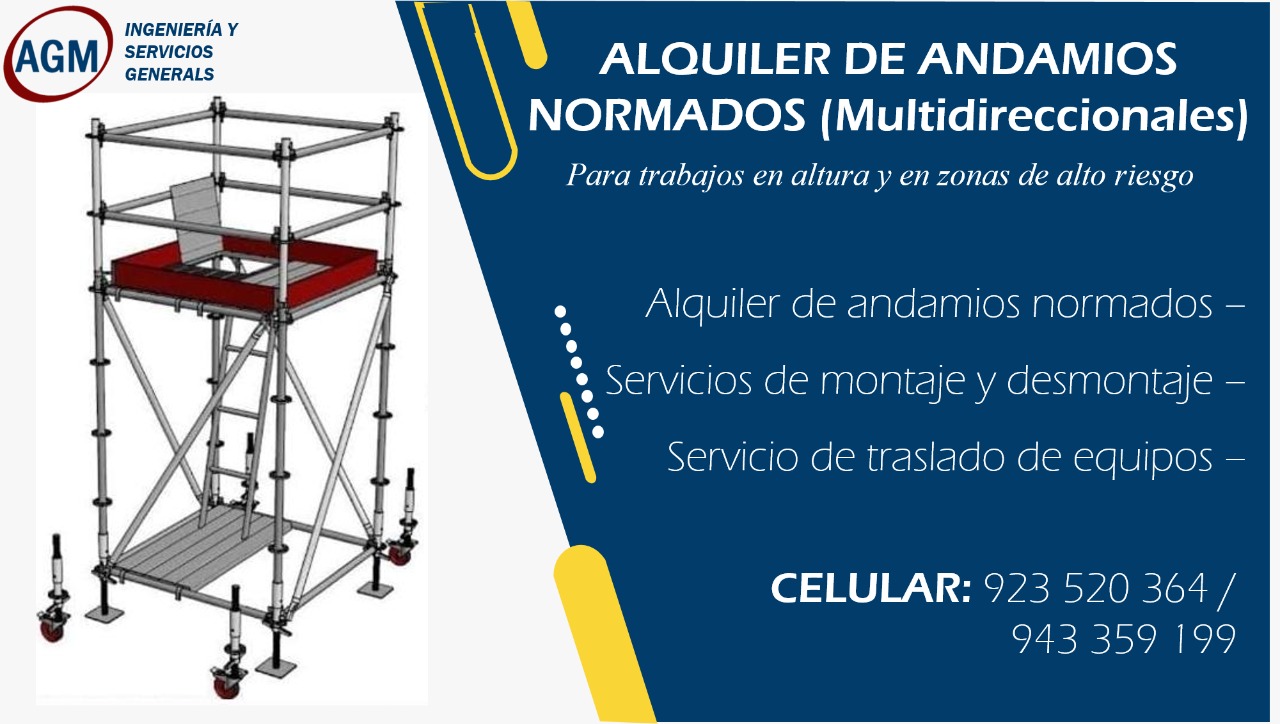 AGM
INGENIERÍA Y
SERVICIOS
GENERALS
ALQUILER DE ANDAMIOS
NORMADOS (Multidireccionales)
Para trabajos en altura y en zonas de alto riesgo
Alquiler de andamios normados –
Servicios de montaje y desmontaje –
Servicio de traslado de equipos –
CELULAR: 923 520 364 /
943 359 199